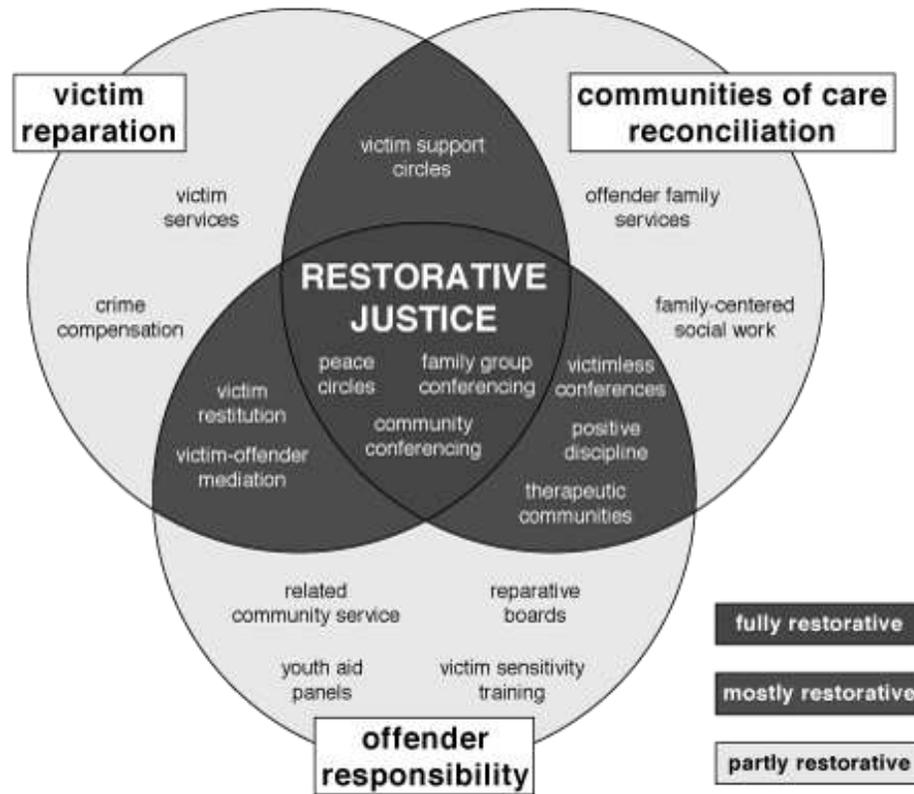 victim
reparation
communities of care
reconciliation
victim support
circles
victim
services
offender family
services
RESTORATIVE
JUSTICE
crime
compensation
family-centered
social work
peace
circles
family group
conferencing
victimless
conferences
victim
restitution
community
conferencing
positive
discipline
victim-offender
mediation
therapeutic
communities
related
community service
reparative
boards
youth aid
panels
victim sensitivity
training
offender
responsibility
fully restorative
mostly restorative
partly restorative